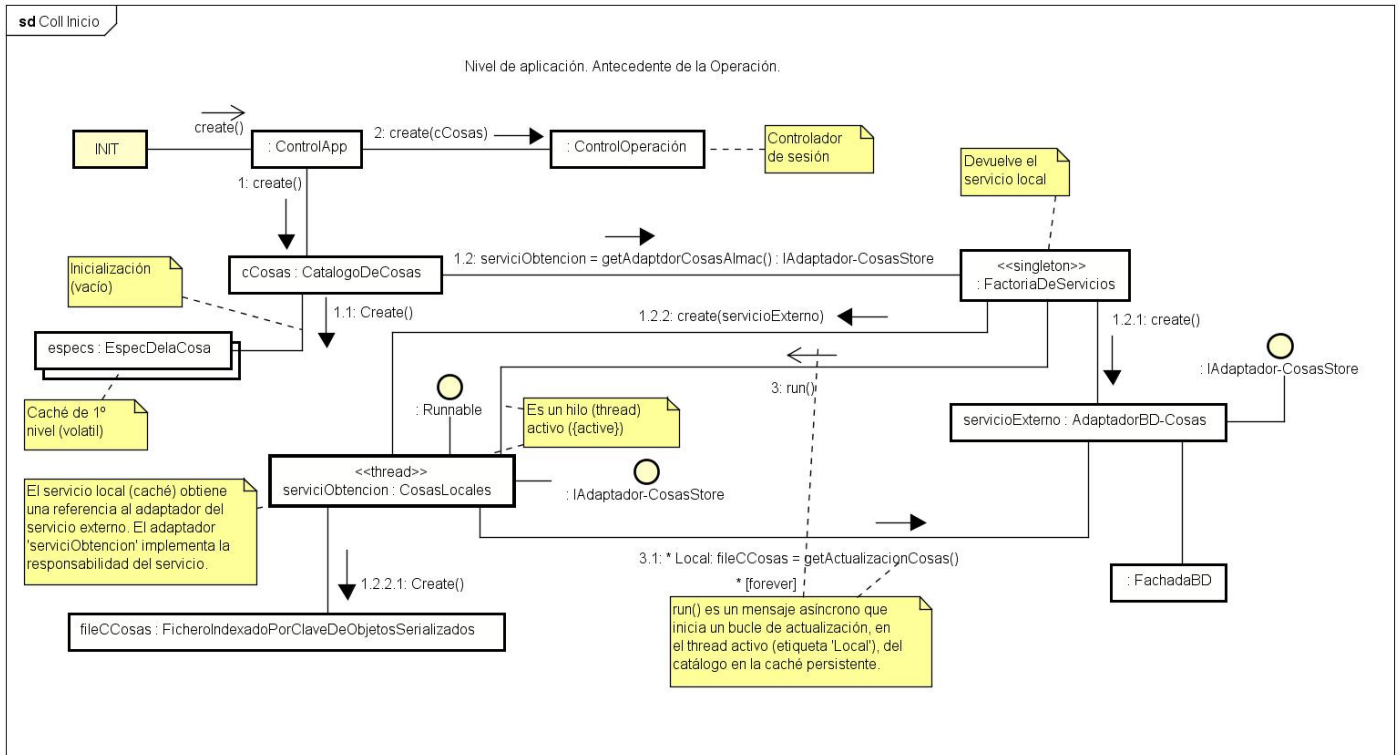 sd Coll Inicio
Nivel de aplicación. Antecedente de la Operación.
INIT
create()
: ControlApp
2: create(cCosas)
: ControlOperación
Controlador
de sesión
Devuelve el
servicio local
1: create()
Inicialización
(vacío)
cCosas : CatalogoDeCosas
1.2: serviciObtencion = getAdaptdorCosasAlmac() : IAdaptador-CosasStore
<<singleton>>
: FactoriaDeServicios
1.1: Create()
1.2.2: create(servicioExterno)
1.2.1: create()
especs : EspecDelaCosa
: IAdaptador-CosasStore
3: run()
: Runnable
Caché de 1º
nivel (volatil)
Es un hilo (thread)
activo ({active})
servicioExterno : AdaptadorBD-Cosas
<<thread>>
serviciObtencion : CosasLocales
: IAdaptador-CosasStore
El servicio local (caché) obtiene
una referencia al adaptador del
servicio externo. El adaptador
'serviciObtencion' implementa la
responsabilidad del servicio.
3.1: * Local: fileCCosas = getActualizacionCosas()
* [forever]
: FachadaBD
1.2.2.1: Create()
fileCCosas : FicheroIndexadoPorClaveDeObjetosSerializados
run() es un mensaje asíncrono que
inicia un bucle de actualización, en
el thread activo (etiqueta 'Local'), del
catálogo en la caché persistente.